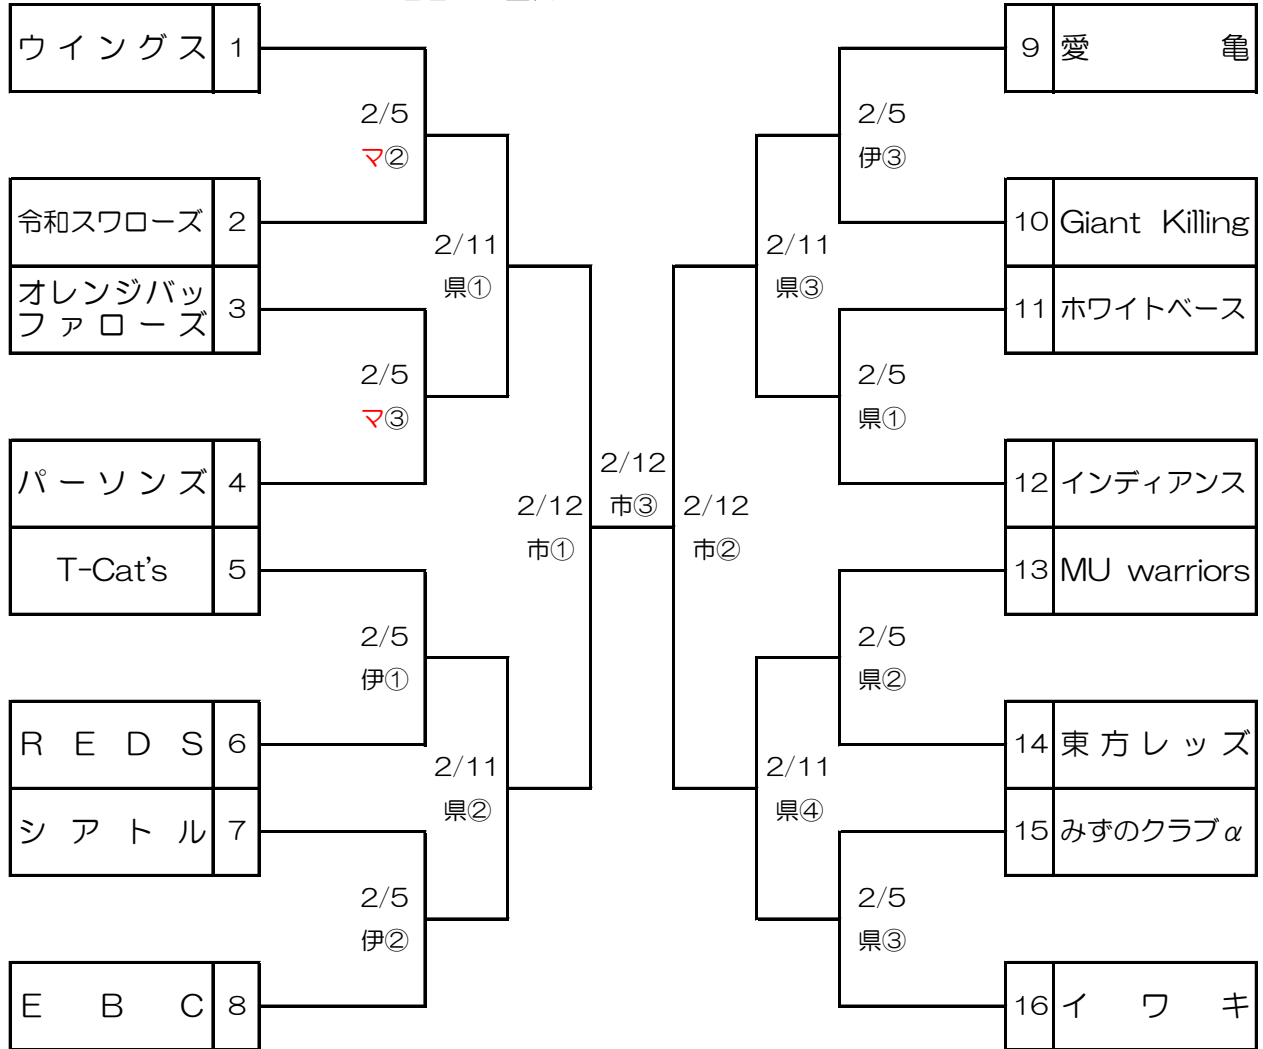 ウイングス 1
2/5
マ②
令和スワローズ 2
2/11
県①
オレンジバッ
ファローズ 3
2/5
マ③
パーソンズ 4
2/12
市①
T-Cat's 5
2/5
伊①
REDS 6
2/11
県②
シアトル 7
2/5
伊②
EBC 8
2/12
市③
9 愛亀
2/5
伊③
10 Giant Killing
2/11
県③
11 ホワイトベース
2/5
県①
12 インディアンス
2/12
市②
13 MU warriors
2/5
県②
14 東方レッズ
2/11
県④
15 みずのクラブα
2/5
県③
16 イワキ